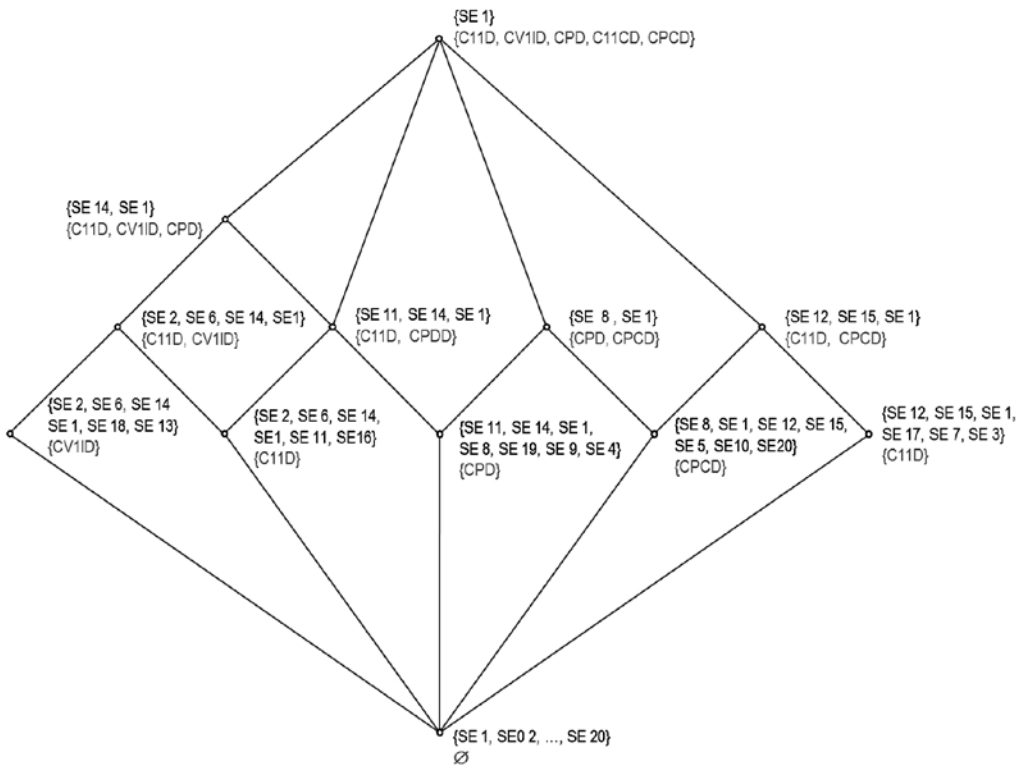 {SE 1}
{C11D, CV1ID, CPD, C11CD, CPCD}
{SE 14, SE 1}
{C11D, CV1ID, CPD}
{SE 2, SE 6, SE 14, SE1}
{C11D, CV1ID}
{SE 11, SE 14, SE 1}
{C11D, CPDD}
{SE 8 , SE 1}
{CPD, CPCD}
{SE 12, SE 15, SE 1}
{C11D, CPCD}
{SE 2, SE 6, SE 14
SE 1, SE 18, SE 13}
{CV1ID}
{SE 2, SE 6, SE 14,
SE1, SE 11, SE16}
{C11D}
{SE 11, SE 14, SE 1,
SE 8, SE 19, SE 9, SE 4}
{CPD}
{SE 8, SE 1, SE 12, SE 15,
SE 5, SE10, SE20}
{CPCD}
{SE 12, SE 15, SE 1,
SE 17, SE 7, SE 3}
{C11D}
{SE 1, SE0 2, ..., SE 20}
Ø